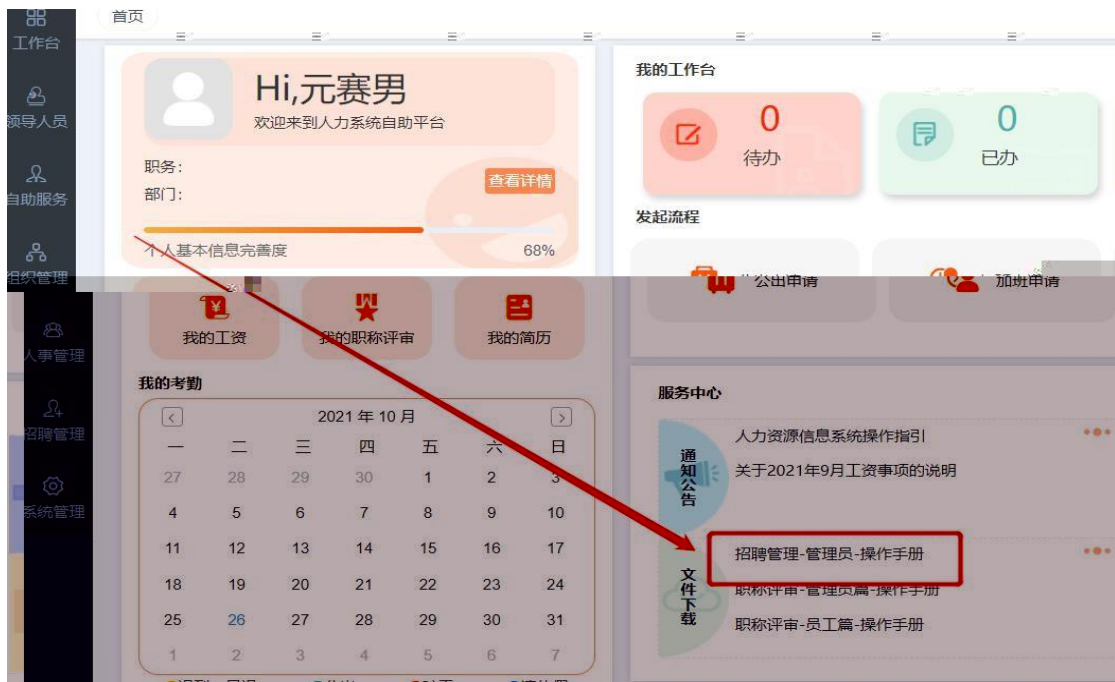 首页
工作台
领导人员
自助服务
组织管理
人事管理
招聘管理
系统管理
Hi,元赛男
欢迎来到人力系统自助平台
职务:
部门:
查看详情
个人基本信息完善度 68%
我的工资 我的职称评审 我的简历
我的考勤
2021 年 10 月
一 二 三 四 五 六 日
27 28 29 30 1 2 3
4 5 6 7 8 9 10
11 12 13 14 15 16 17
18 19 20 21 22 23 24
25 26 27 28 29 30 31
1 2 3 4 5 6 7
我的工作台
0 0
待办 已办
发起流程
公出申请 加班申请
服务中心
通知公告
人力资源信息系统操作指引
关于2021年9月工资事项的说明
文件下载
招聘管理-管理员-操作手册
职称评审-管理员篇-操作手册
职称评审-员工篇-操作手册